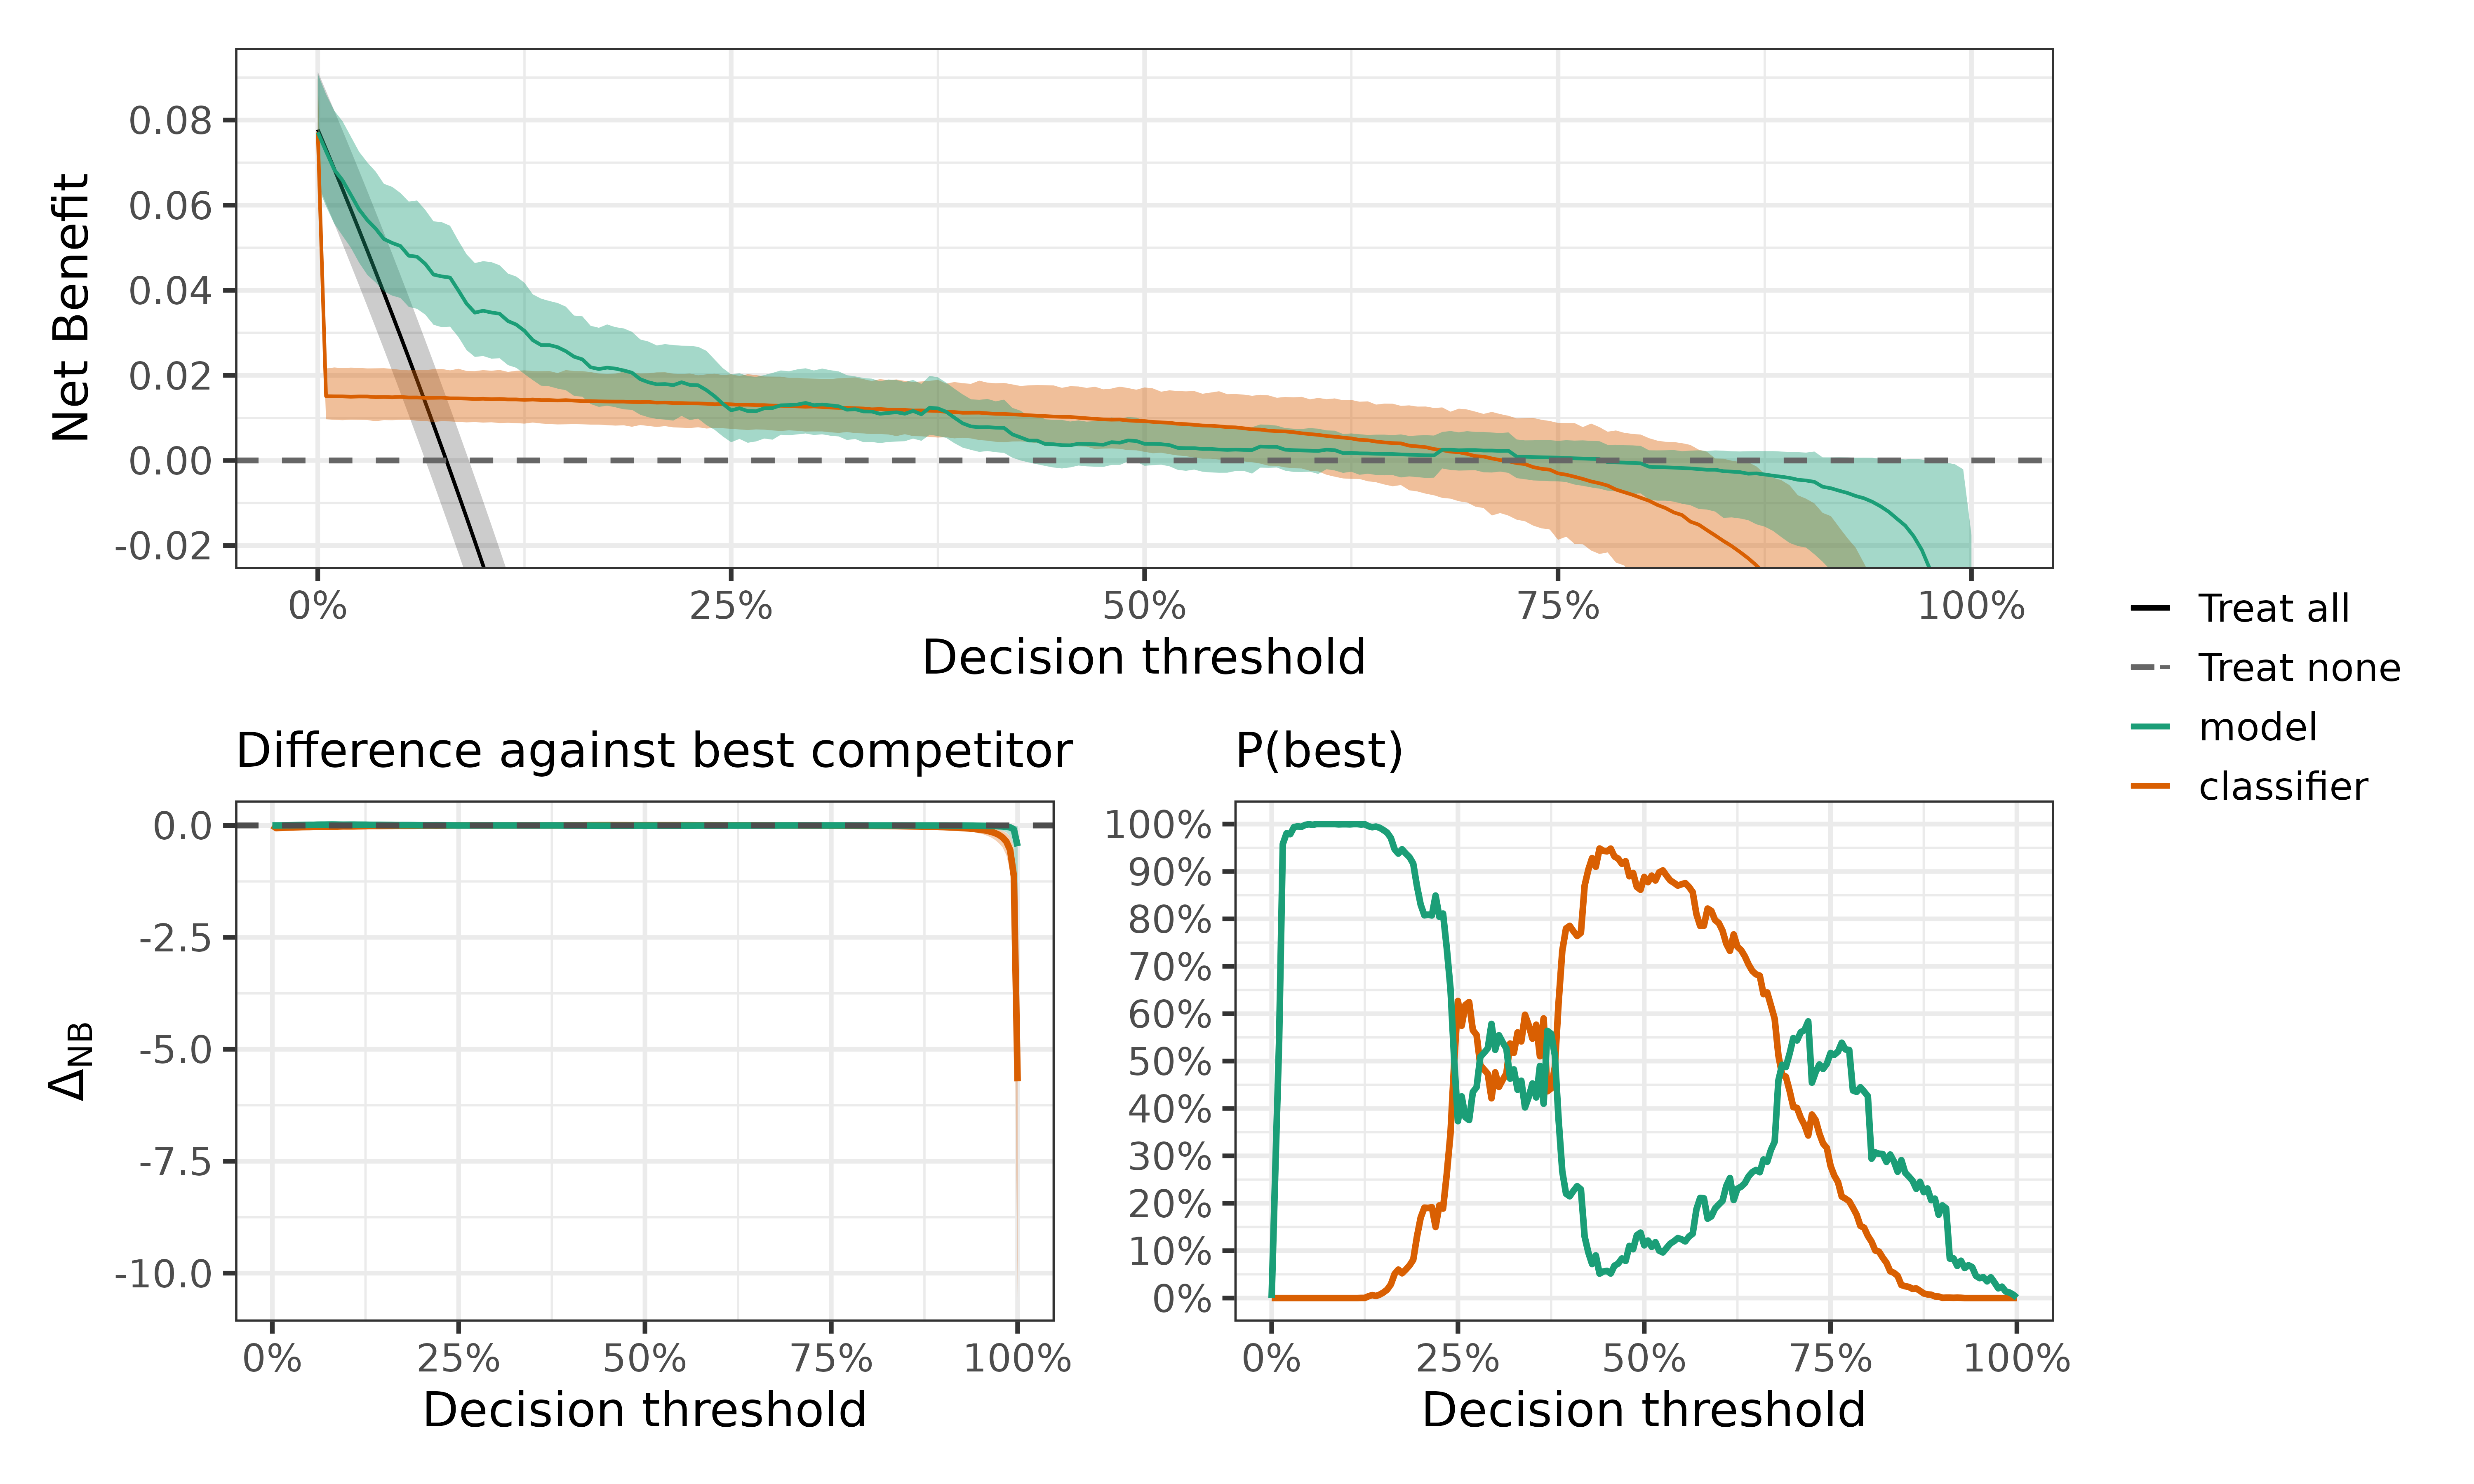 Net Benefit
0.08
0.06
0.04
0.02
0.00
-0.02
0% 25% 50% 75% 100%
Decision threshold
Treat all
Treat none
model
classifier
Difference against best competitor
ΔNB
0.0
-2.5
-5.0
-7.5
-10.0
0% 25% 50% 75% 100%
Decision threshold
P(best)
100%
90%
80%
70%
60%
50%
40%
30%
20%
10%
0%
0% 25% 50% 75% 100%
Decision threshold